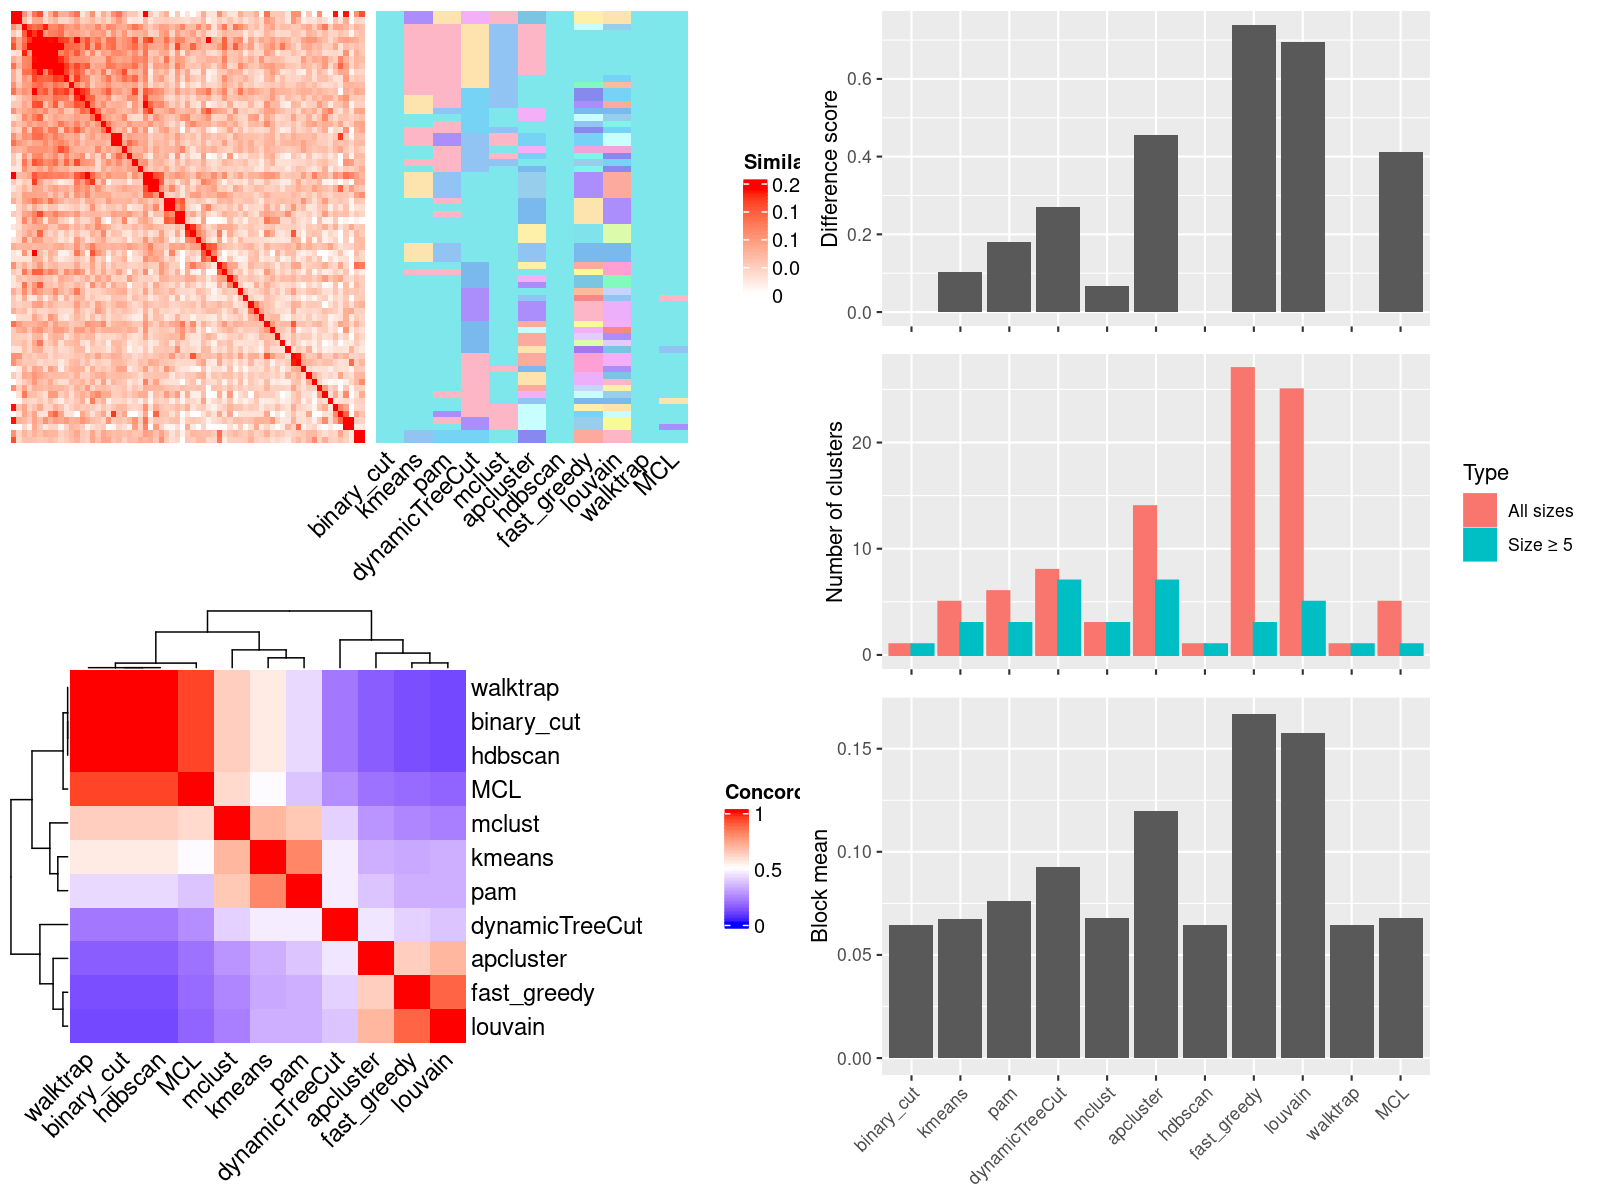 Simila
0.2
0.1
0.1
0.0
0
binary_cut
kmeans
pam
dynamicTreeCut
mclust
apcluster
hdbscan
fast_greedy
louvain
walktrap
MCL
walktrap
binary_cut
hdbscan
MCL
mclust
kmeans
pam
dynamicTreeCut
apcluster
fast_greedy
louvain
Concord
1
0.5
0
walktrap
binary_cut
hdbscan
MCL
mclust
kmeans
pam
dynamicTreeCut
apcluster
fast_greedy
louvain
Difference score
0.6
0.4
0.2
0.0
Number of clusters
20
10
0
Type
All sizes
Size ≥ 5
Block mean
0.15
0.10
0.05
0.00
binary_cut
kmeans
pam
dynamicTreeCut
mclust
apcluster
hdbscan
fast_greedy
louvain
walktrap
MCL